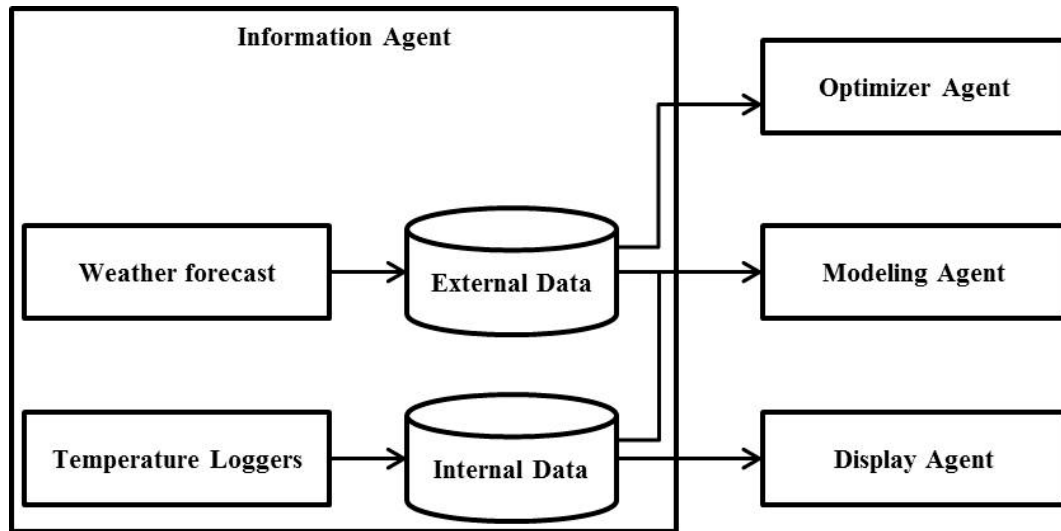 Information Agent
Optimizer Agent
Weather forecast
External Data
Modeling Agent
Temperature Loggers
Internal Data
Display Agent